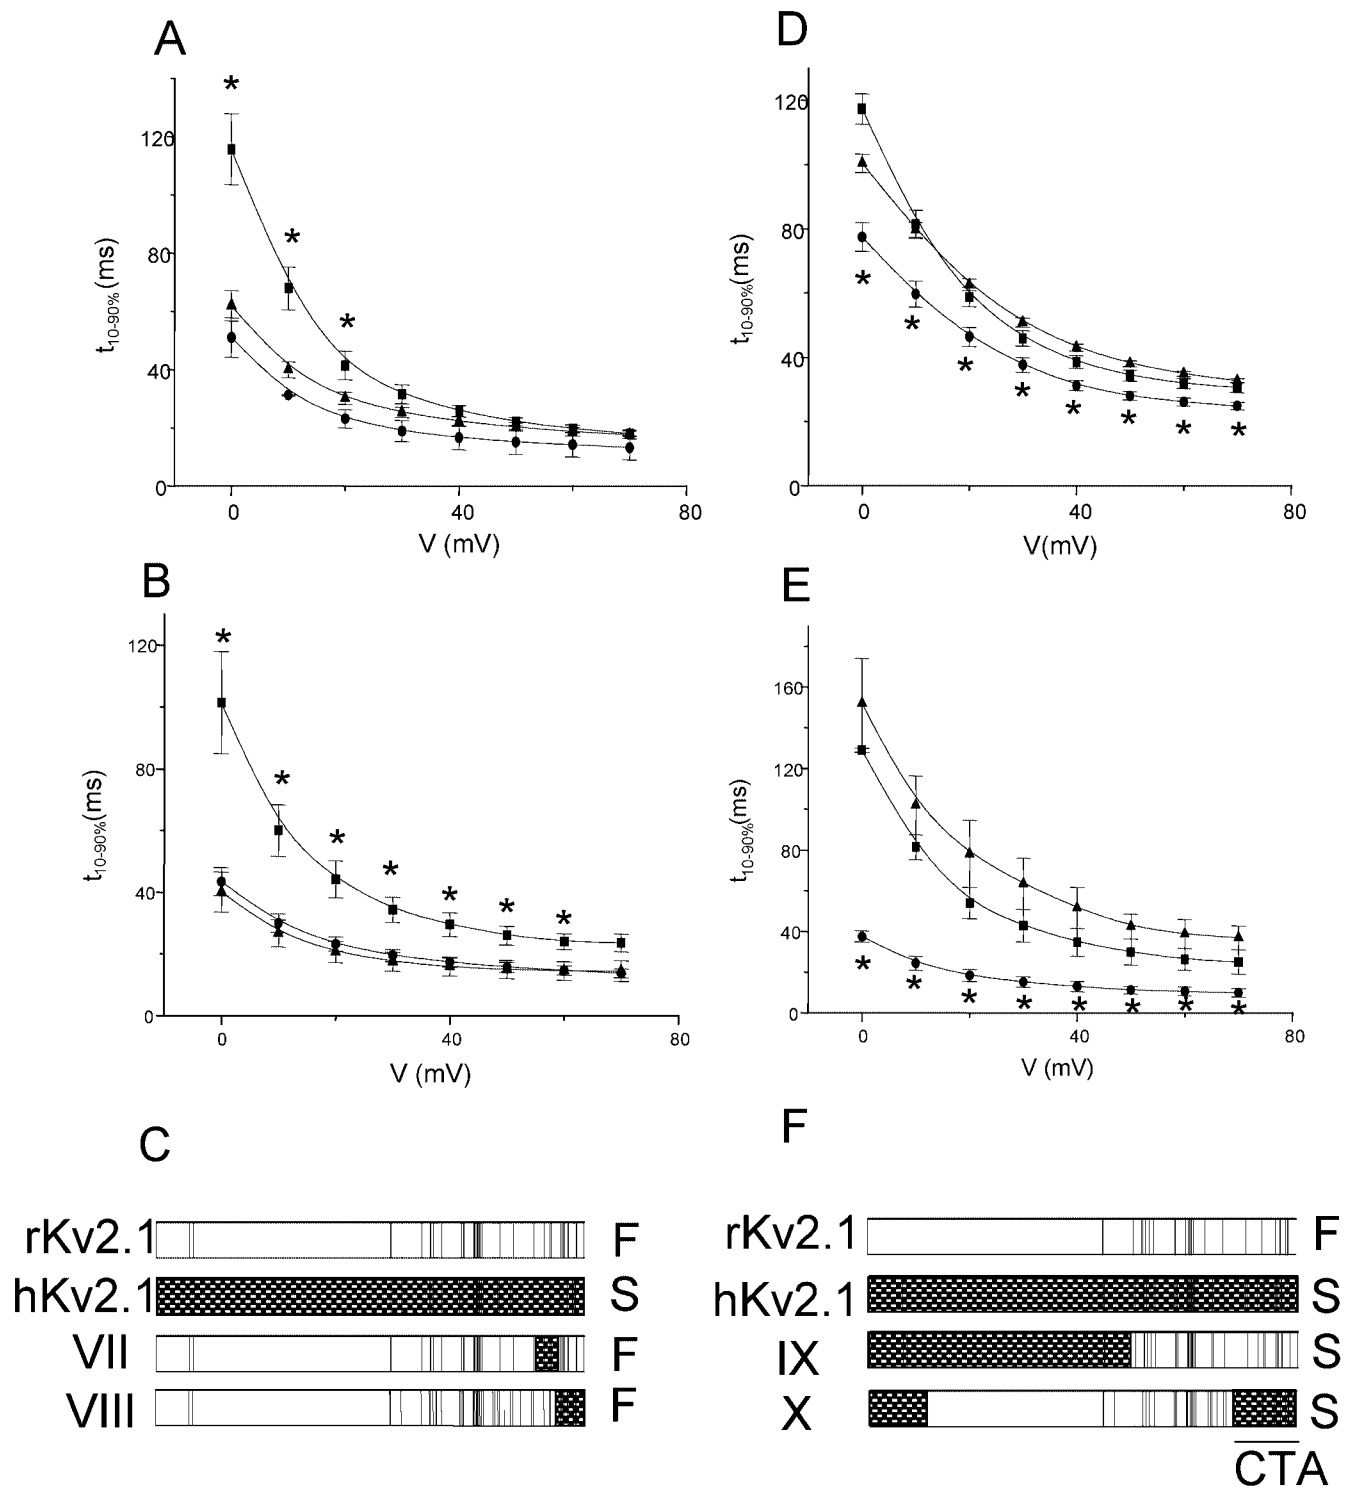 A
*
*
*
120
80
40
0
t10-90%(ms)
0 40 80
V (mV)
D
120
80
40
0
t10-90%(ms)
* * * * * * * *
0 40 80
V(mV)
B
* * * * * * *
120
80
40
0
t10-90%(ms)
0 40 80
V (mV)
E
160
120
80
40
0
t10-90%(ms)
* * * * * * * *
0 40 80
V (mV)
C
rKv2.1 F
hKv2.1 S
VII F
VIII F
F
rKv2.1 F
hKv2.1 S
IX S
X S
CTA